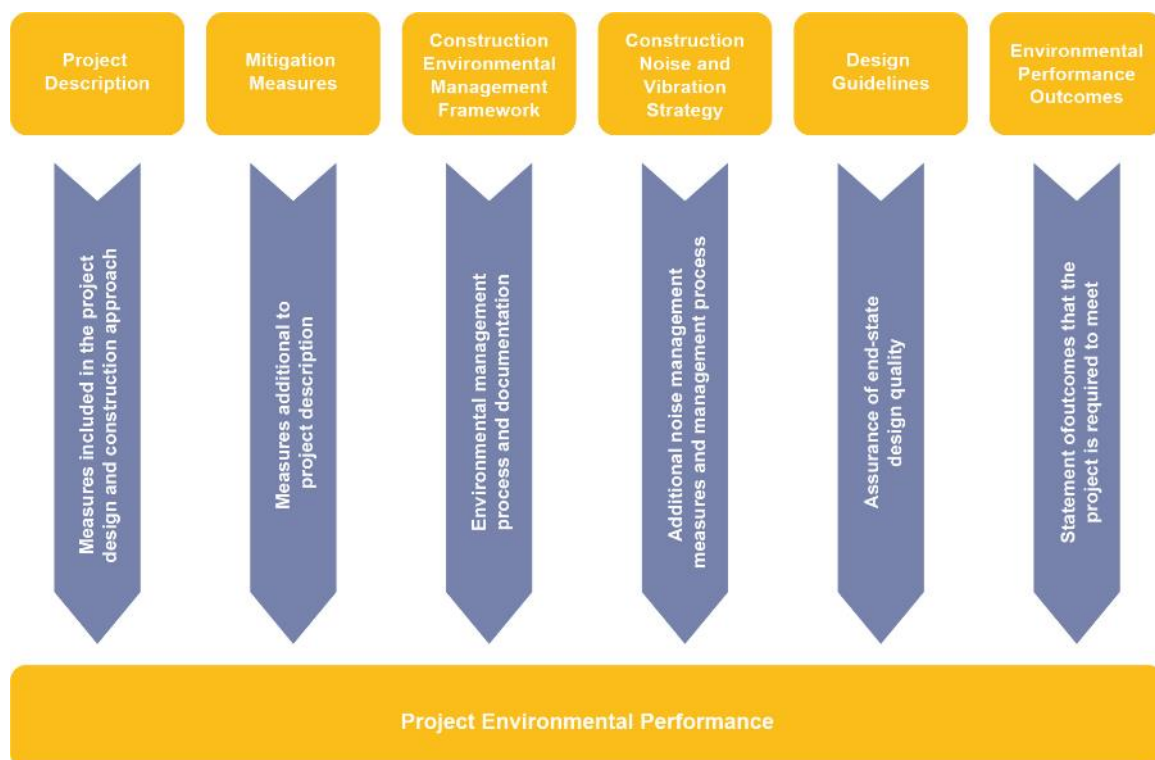 Project
Description
Mitigation
Measures
Construction
Environmental
Management
Framework
Construction
Noise and
Vibration
Strategy
Design
Guidelines
Environmental
Performance
Outcomes
Measures included in the project
design and construction approach
Measures additional to
project description
Environmental management
process and documentation
Additional noise management
measures and management process
Assurance of end-state
design quality
Statement ofoutcomes that the
project is required to meet
Project Environmental Performance